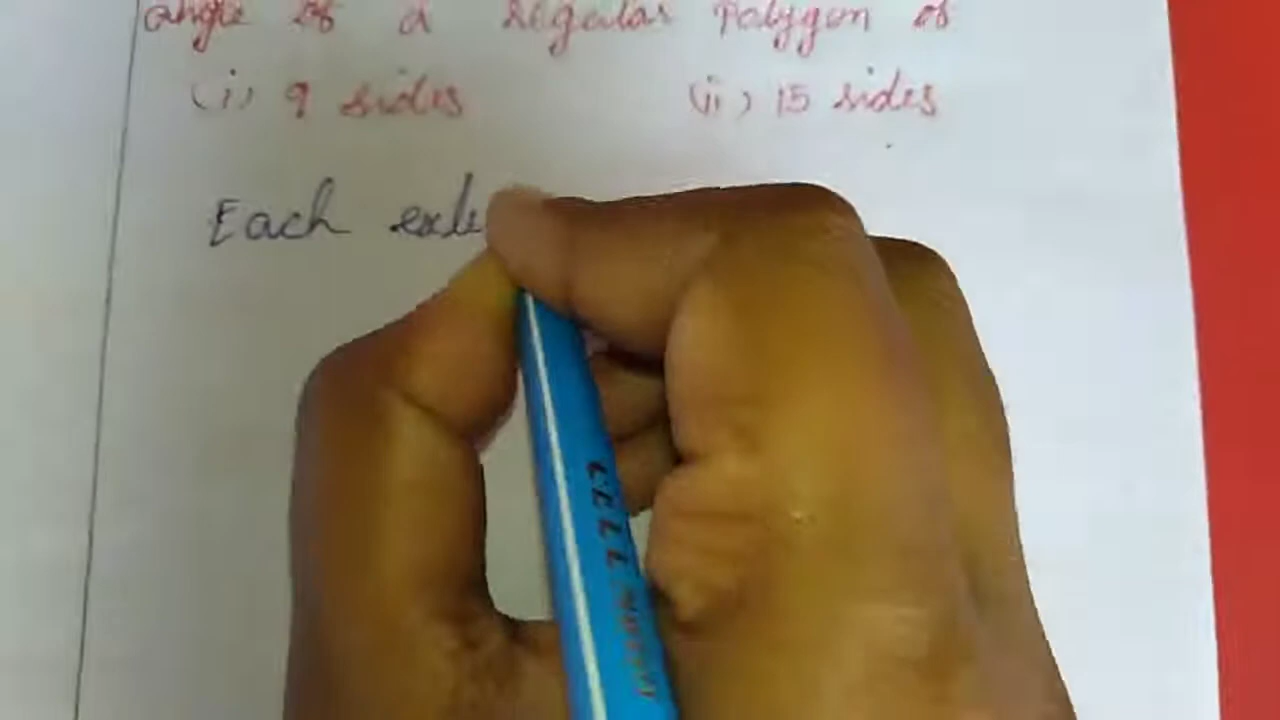 angle of a regular Polygon of
(i) 9 sides (ii) 15 sides
Each exte